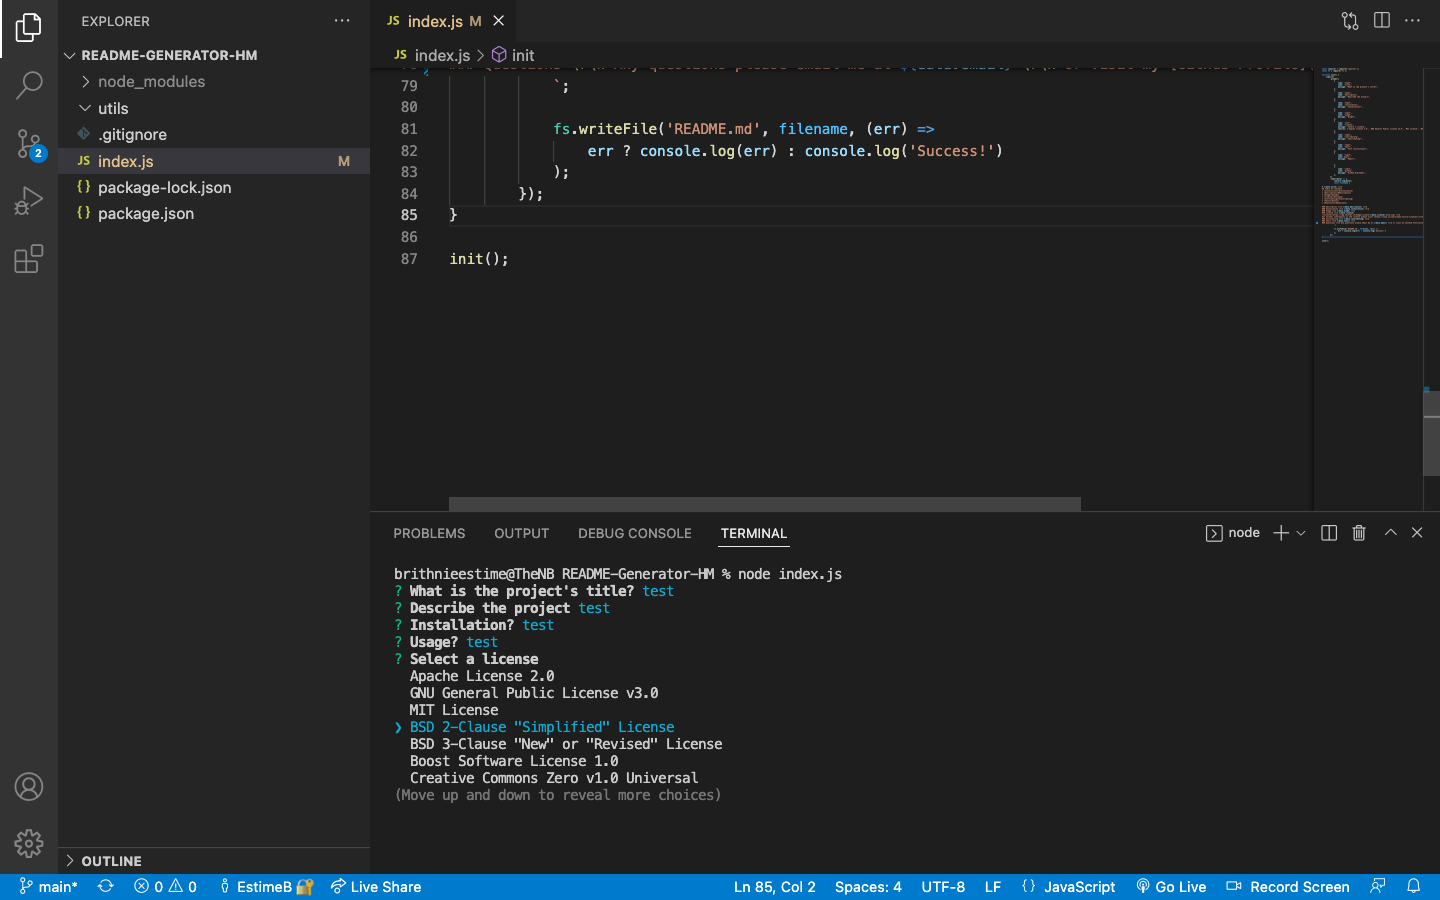 EXPLORER
README-GENERATOR-HM
node_modules
utils
.gitignore
JS index.js M
{} package-lock.json
{} package.json
OUTLINE
2
JS index.js M
JS index.js > init
79 `;
80
81 fs.writeFile('README.md', filename, (err) =>
82 err ? console.log(err) : console.log('Success!')
83 );
84 });
85 }
86
87 init();
PROBLEMS OUTPUT DEBUG CONSOLE TERMINAL node
brithnieestime@TheNB README-Generator-HM % node index.js
? What is the project's title? test
? Describe the project test
? Installation? test
? Usage? test
? Select a license
Apache License 2.0
GNU General Public License v3.0
MIT License
❯ BSD 2-Clause "Simplified" License
BSD 3-Clause "New" or "Revised" License
Boost Software License 1.0
Creative Commons Zero v1.0 Universal
(Move up and down to reveal more choices)
main* 0 0 EstimeB Live Share Ln 85, Col 2 Spaces: 4 UTF-8 LF {} JavaScript Go Live Record Screen